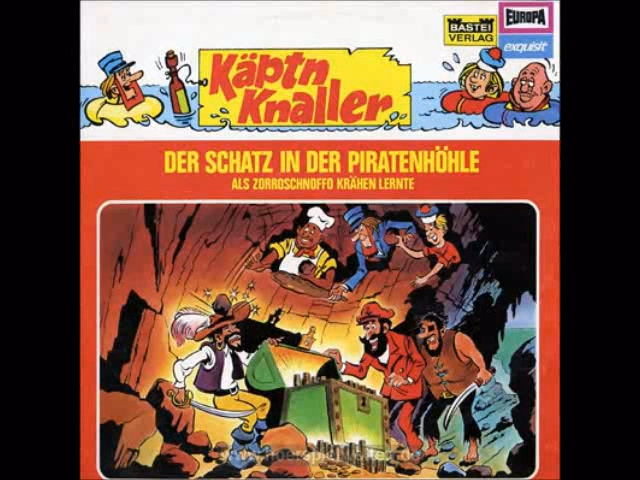 BASTEI
VERLAG
EUROPA
exquisit
Käptn
Knaller
DER SCHATZ IN DER PIRATENHÖHLE
ALS ZORROSCHNOFFO KRÄHEN LERNTE